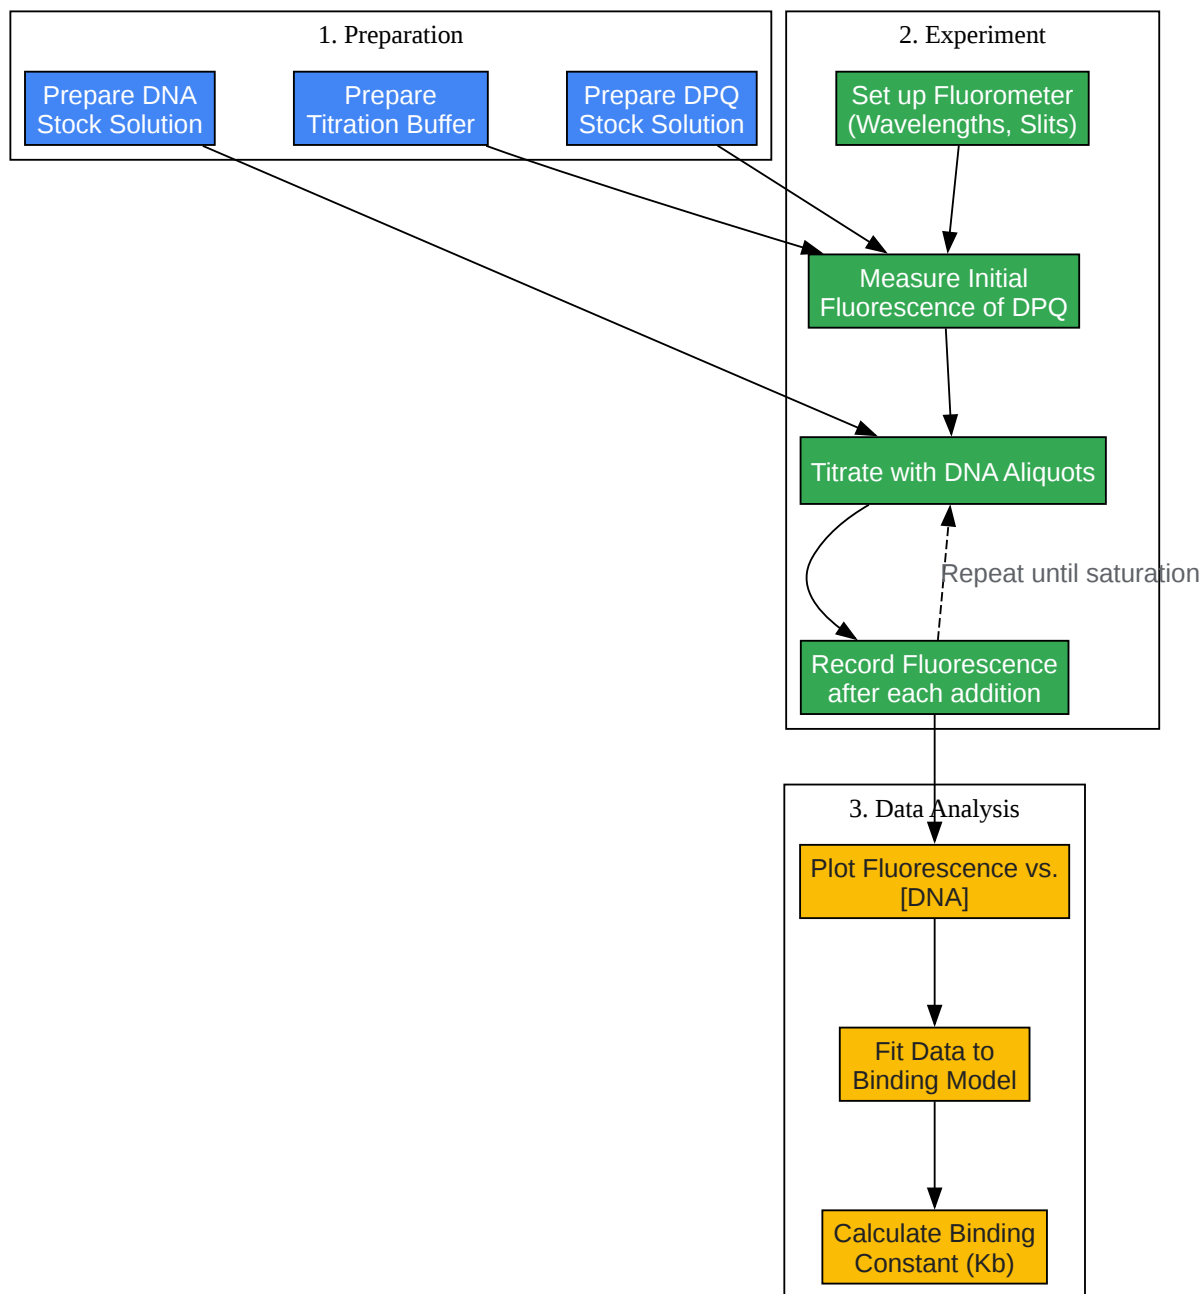 1. Preparation
Prepare DNA
Stock Solution
Prepare
Titration Buffer
Prepare DPQ
Stock Solution
2. Experiment
Set up Fluorometer
(Wavelengths, Slits)
Measure Initial
Fluorescence of DPQ
Titrate with DNA Aliquots
Repeat until saturation
Record Fluorescence
after each addition
3. Data Analysis
Plot Fluorescence vs.
[DNA]
Fit Data to
Binding Model
Calculate Binding
Constant (Kb)